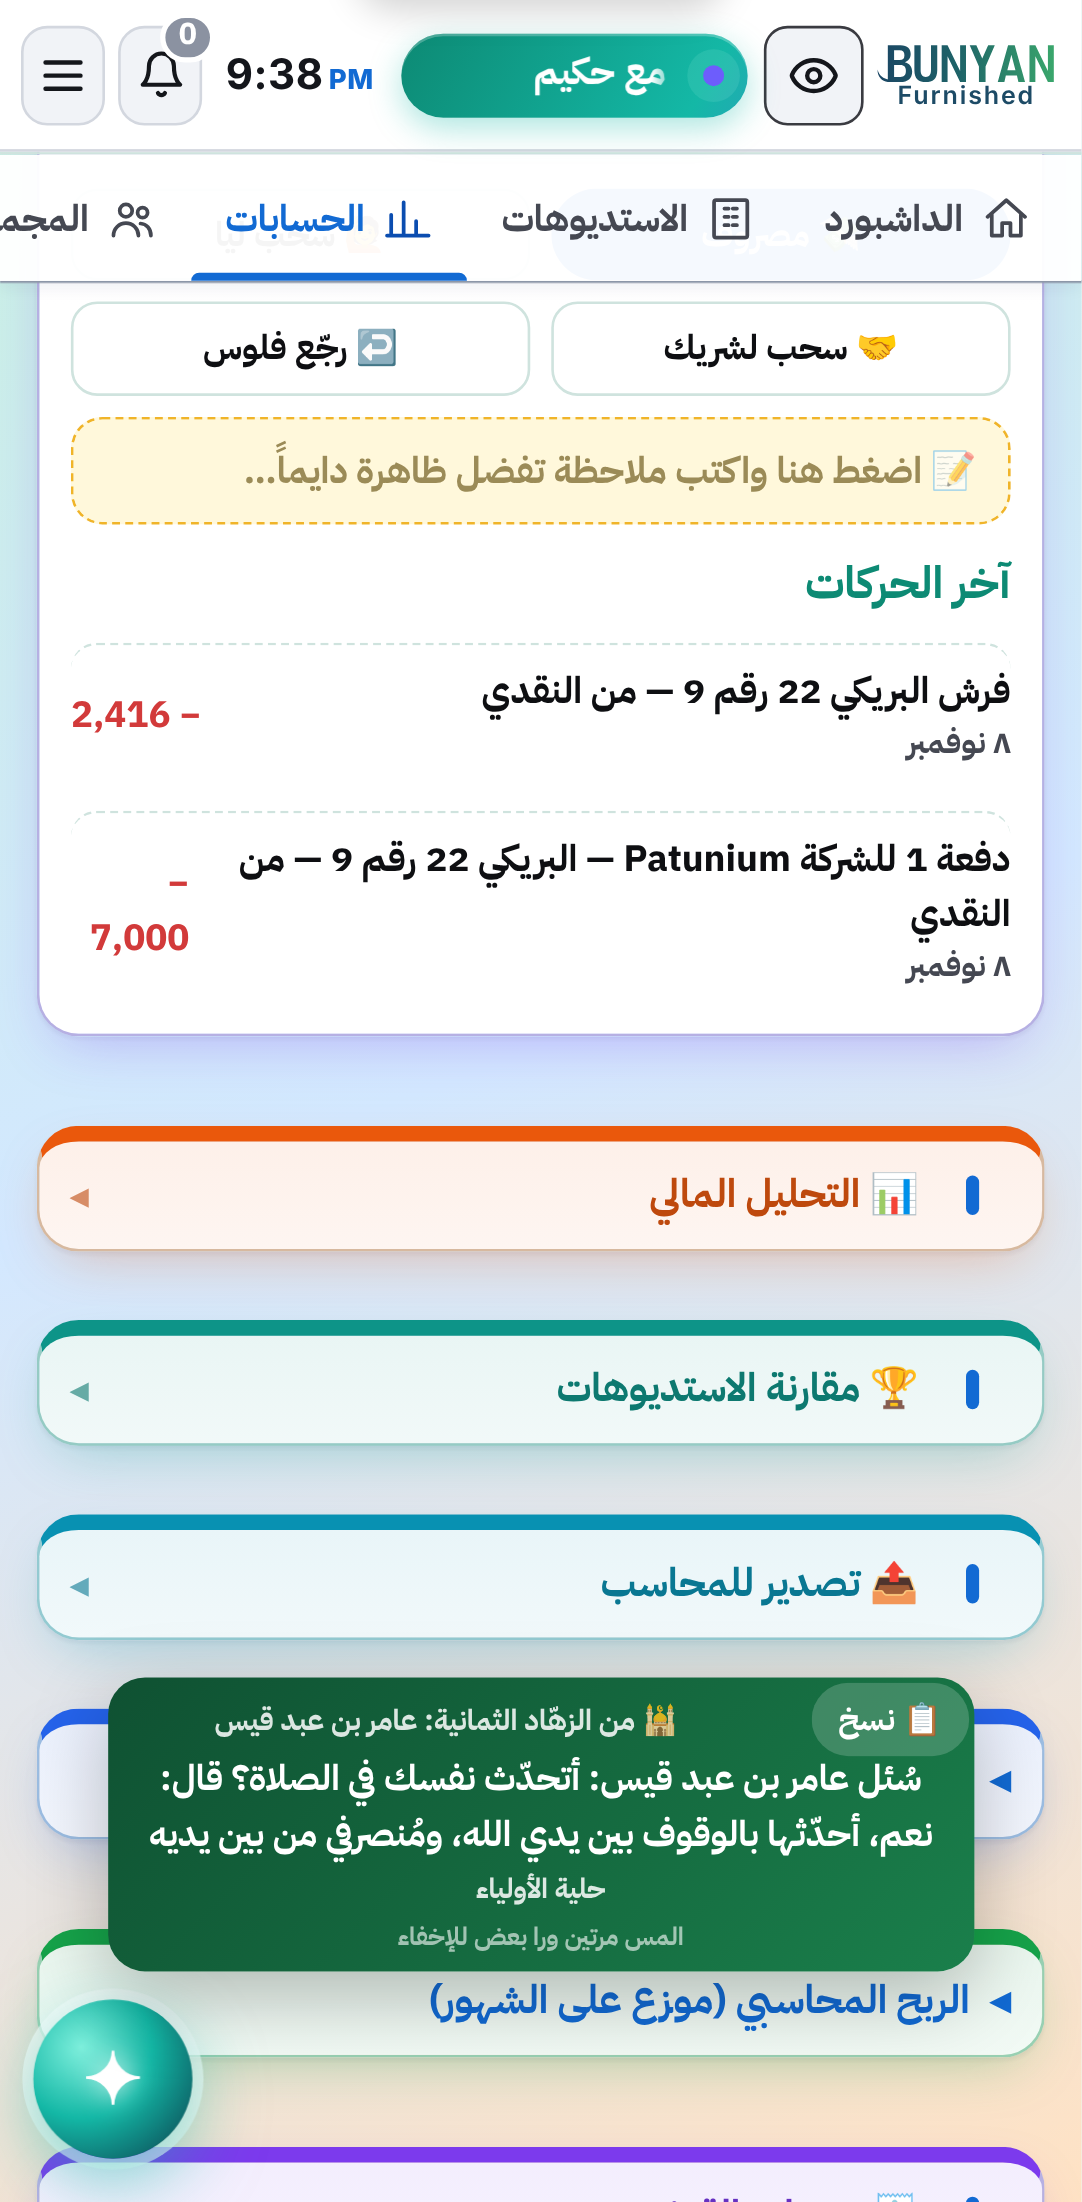 BUNYAN
Furnished
مع حكيم
9:38 PM
0
الداشبورد
الاستديوهات
الحسابات
المجم
مصروف
🤝 سحب لشريك
↩️ رجّع فلوس
📝 اضغط هنا واكتب ملاحظة تفضل ظاهرة دايماً...
آخر الحركات
فرش البريكي 22 رقم 9 — من النقدي
2,416 −
٨ نوفمبر
دفعة 1 للشركة Patunium — البريكي 22 رقم 9 — من
النقدي
−
7,000
٨ نوفمبر
📊 التحليل المالي
🏆 مقارنة الاستديوهات
📤 تصدير للمحاسب
📋 نسخ
🕌 من الزهّاد الثمانية: عامر بن عبد قيس
سُئل عامر بن عبد قيس: أتحدّث نفسك في الصلاة؟ قال:
نعم، أحدّثها بالوقوف بين يدي الله، ومُنصرفي من بين يديه
حلية الأولياء
المس مرتين ورا بعض للإخفاء
الربح المحاسبي (موزع على الشهور)